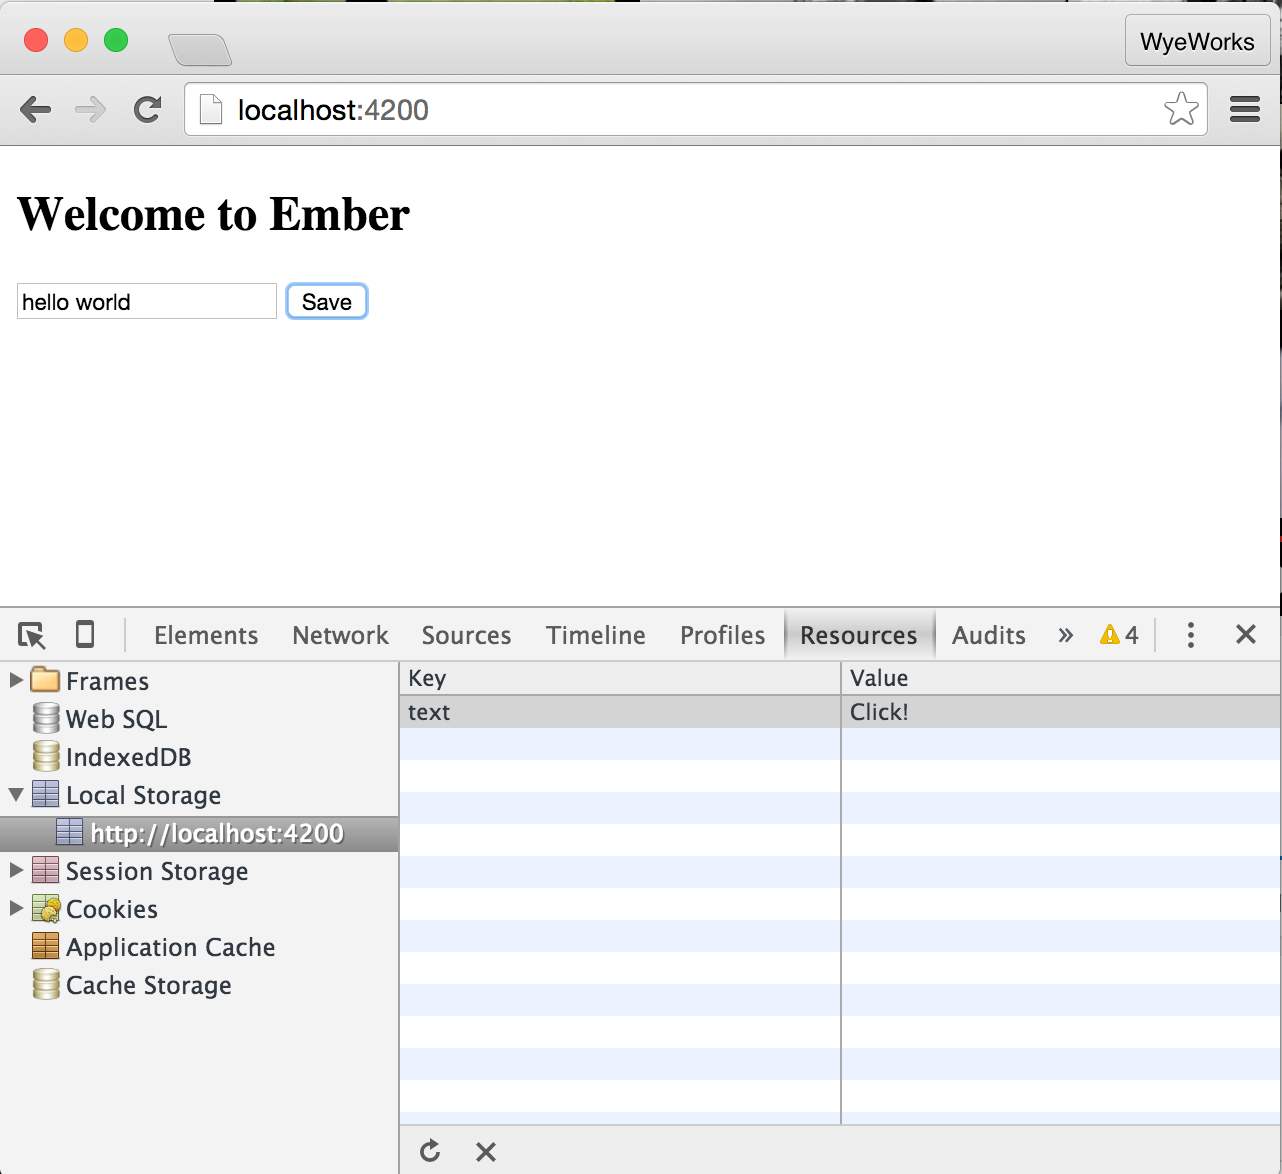 WyeWorks
localhost:4200
Welcome to Ember
hello world Save
Elements Network Sources Timeline Profiles Resources Audits » 4
Frames
Web SQL
IndexedDB
Local Storage
http://localhost:4200
Session Storage
Cookies
Application Cache
Cache Storage
Key Value
text Click!